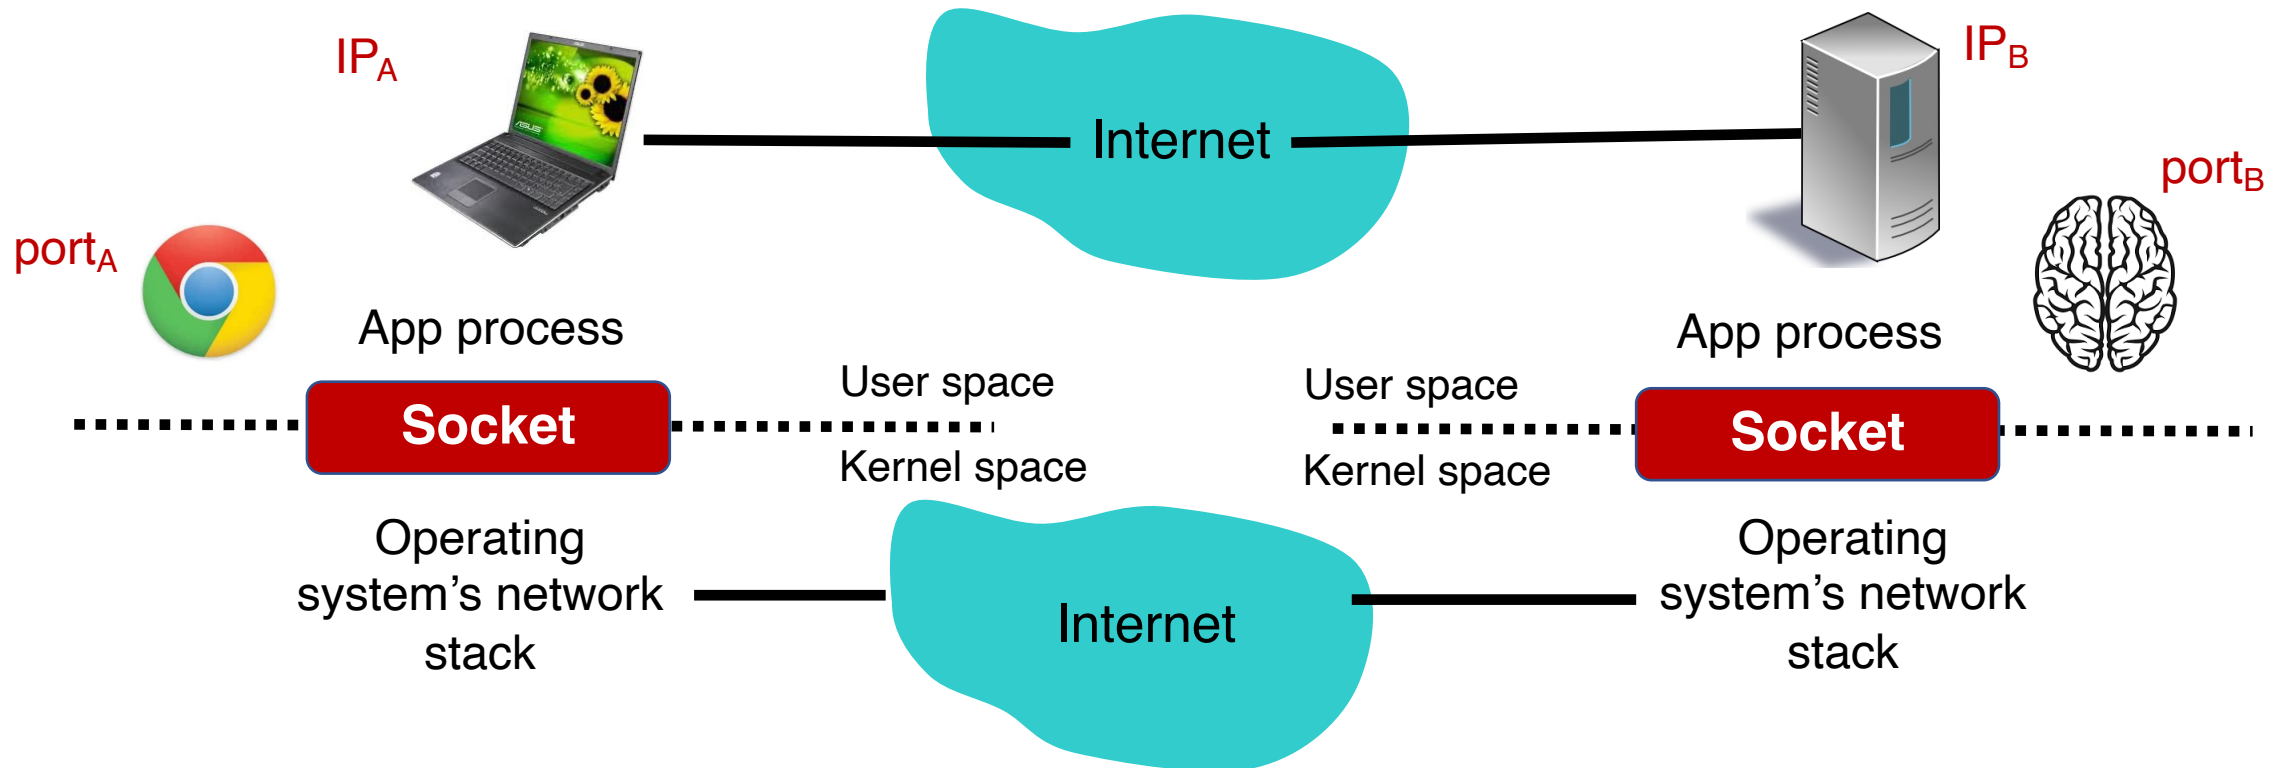 IPA
IPB
Internet
portB
portA
ASUS
App process
App process
User space
User space
Socket
Socket
Kernel space
Kernel space
Operating
system’s network
stack
Operating
system’s network
stack
Internet